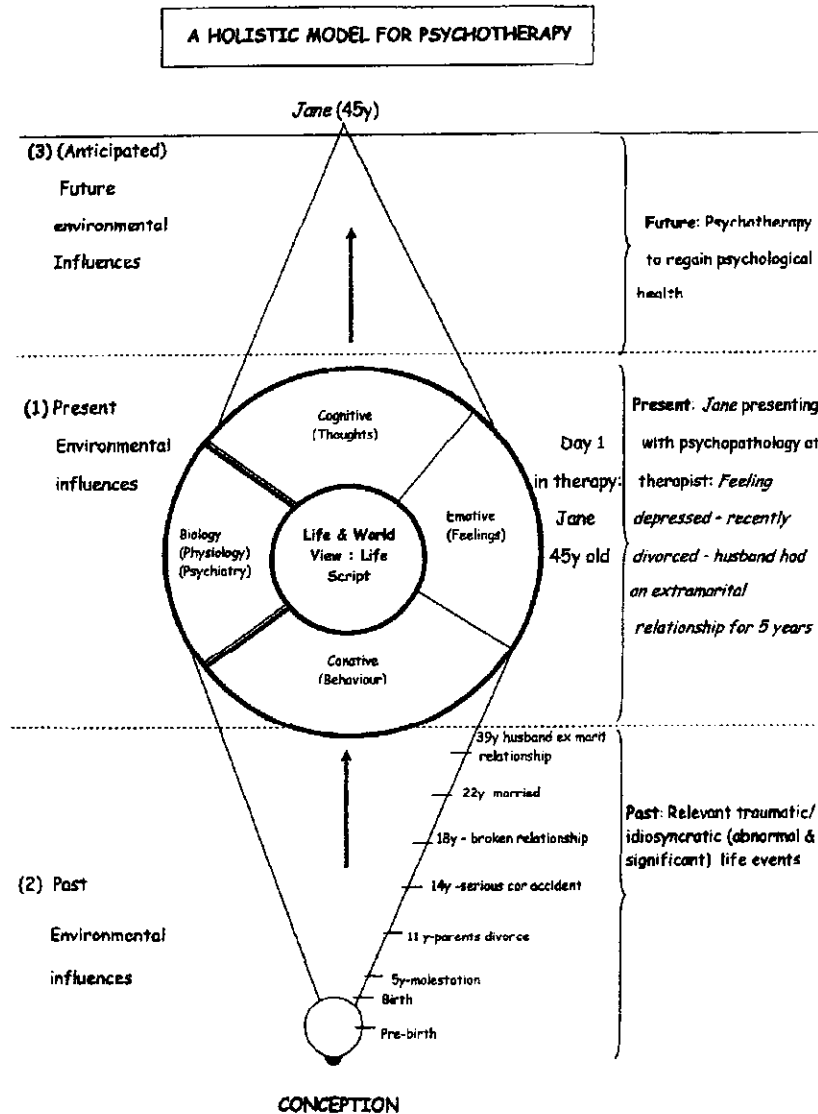 A HOLISTIC MODEL FOR PSYCHOTHERAPY
Jane (45y)
(3) (Anticipated)
Future
environmental
Influences
Future: Psychotherapy
to regain psychological
health
(1) Present
Environmental
influences
Cognitive
(Thoughts)
Emative
(Feelings)
Biology
(Physiology)
(Psychiatry)
Life & World
View : Life
Script
Conative
(Behaviour)
Day 1
in therapy:
Jane
45y old
Present: Jane presenting
with psychopathology at
therapist: Feeling
depressed - recently
divorced - husband had
an extramarital
relationship for 5 years
39y husband ex marit
relationship
22y married
18y - broken relationship
14y -serious car accident
11 y-parents divorce
5y-molestation
Birth
Pre-birth
(2) Past
Environmental
influences
Past: Relevant traumatic/
idiosyncratic (abnormal &
significant) life events
CONCEPTION